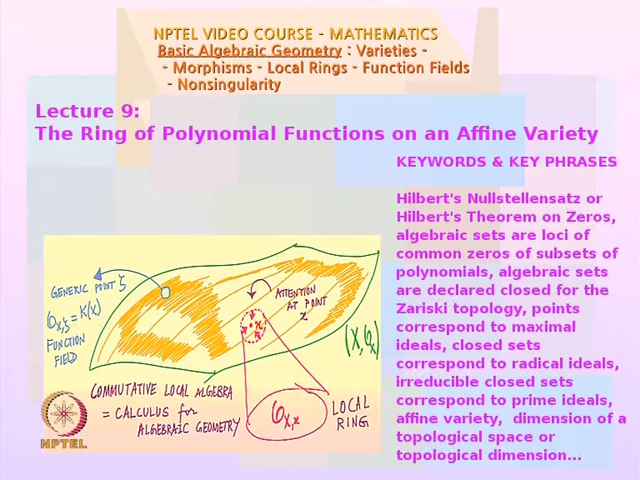 NPTEL VIDEO COURSE - MATHEMATICS
Basic Algebraic Geometry : Varieties -
- Morphisms - Local Rings - Function Fields
- Nonsingularity
Lecture 9:
The Ring of Polynomial Functions on an Affine Variety
KEYWORDS & KEY PHRASES
Hilbert's Nullstellensatz or
Hilbert's Theorem on Zeros,
algebraic sets are loci of
common zeros of subsets of
polynomials, algebraic sets
are declared closed for the
Zariski topology, points
correspond to maximal
ideals, closed sets
correspond to radical ideals,
irreducible closed sets
correspond to prime ideals,
affine variety, dimension of a
topological space or
topological dimension...
GENERIC POINT ξ
O_X,ξ = K(X)
FUNCTION
FIELD
ATTENTION
AT POINT
x
x
(X, O_X)
COMMUTATIVE LOCAL ALGEBRA
= CALCULUS for
ALGEBRAIC GEOMETRY
O_X,x
LOCAL
RING
NPTEL